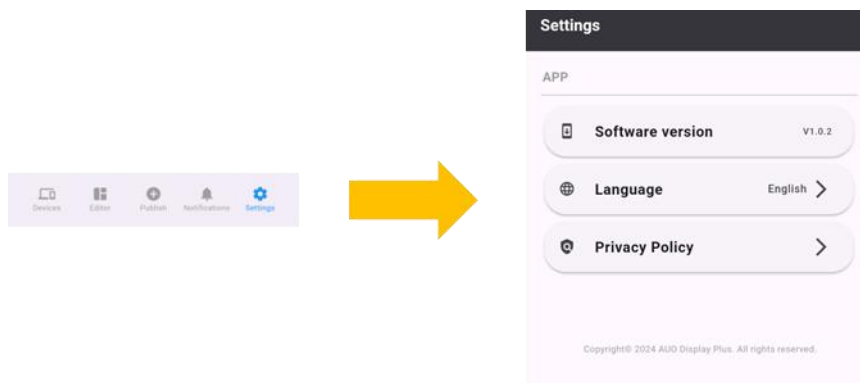 Devices Editor Publish Notifications Settings
Settings
APP
Software version V1.0.2
Language English
Privacy Policy
Copyright© 2024 AUO Display Plus. All rights reserved.